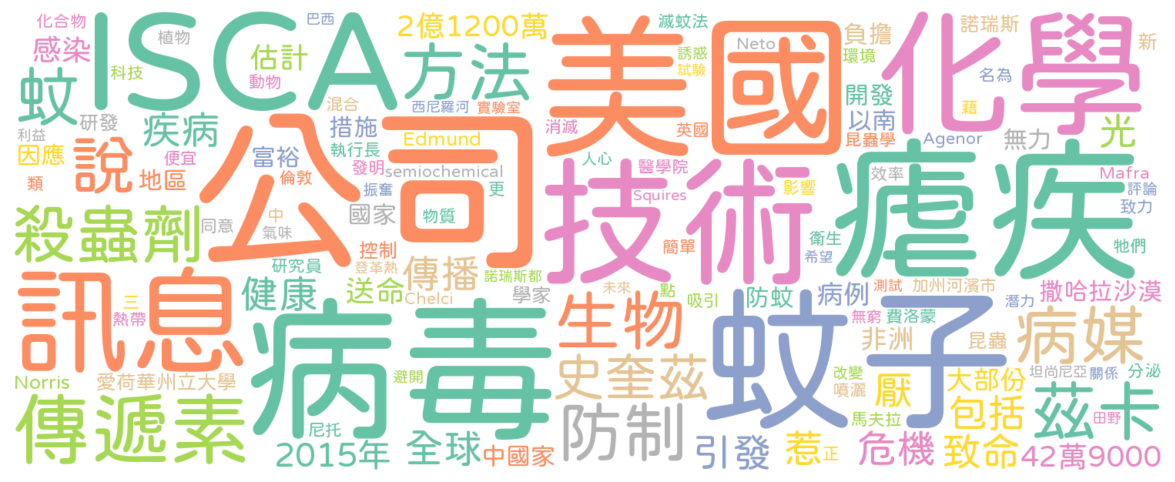 化合物
巴西
2億1200萬
滅蚊法
諾瑞斯
ISCA
美國
化學
感染
植物
估計
方法
誘惑
Neto
負擔
新
蚊
科技
動物
試驗
環境
名為
混合
西尼羅河
實驗室
開發
藉
利益
研發
疾病
措施
Edmund
消滅
英國
以南
昆蟲學
Agenor
無力
光
因應
說
便宜
公司
執行長
富裕
發明
semiochemical
人心
醫學院
效率
Mafra
類
地區
倫敦
振奮
更
技術
Squires
影響
瘧疾
評論
致力
殺蟲劑
同意
中
氣味
國家
物質
簡單
衛生
希望
牠們
控制
研究員
登革熱
傳播
諾瑞斯都
未來
點
測試
加州河濱市
潛力
撒哈拉沙漠
訊息
三
熱帶
健康
送命
Chelci
學家
吸引
防蚊
病例
生物
無窮
費洛蒙
非洲
昆蟲
病媒
病毒
蚊子
Norris
愛荷華州立大學
避開
史奎茲
改變
坦尚尼亞
關係
分泌
噴灑
厭
大部份
傳遞素
尼托
防制
馬夫拉
包括
茲卡
田野
2015年
全球
中國家
引發
惹
正
危機
致命
42萬9000